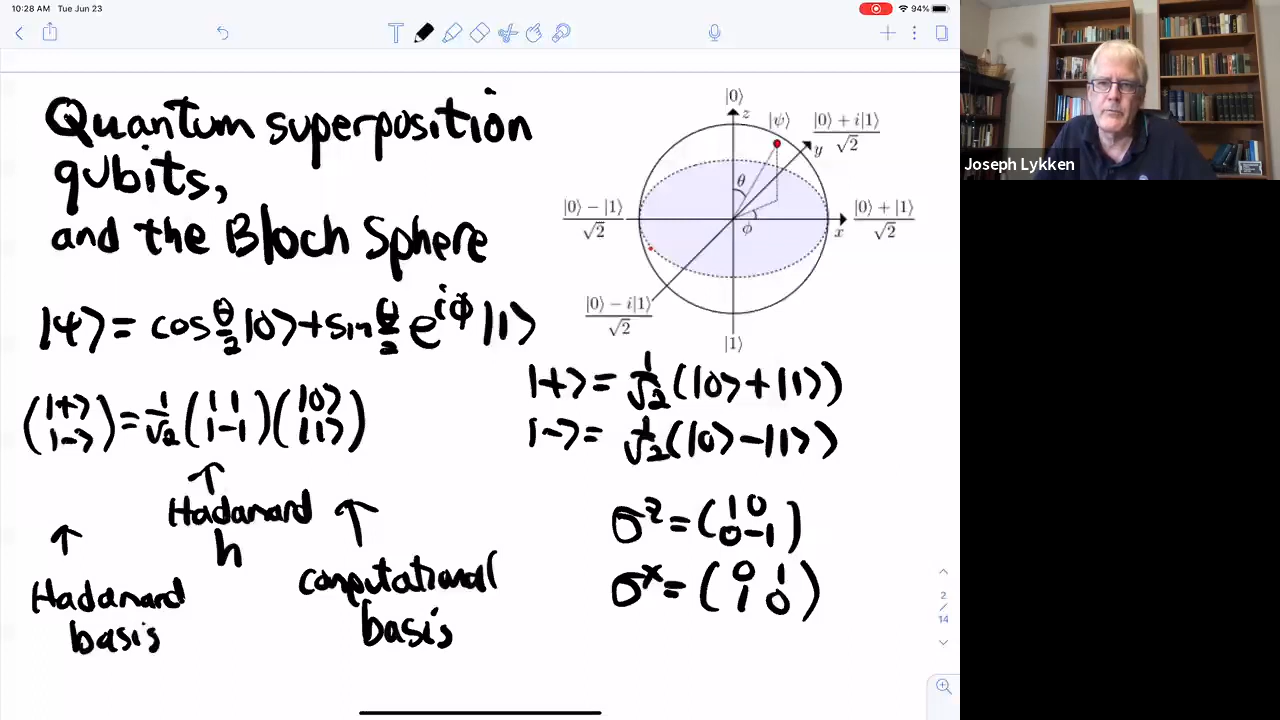 10:28 AM Tue Jun 23
94%
T
Quantum superposition
qubits,
and the Bloch Sphere
|ψ⟩ = cos θ/2 |0⟩ + sin θ/2 e^{iϕ} |1⟩
(|+⟩ |-⟩) = 1/√2 (1 1 1 -1) (|0⟩ |1⟩)
↑
Hadamard
h
↑
Hadamard
basis
↑
computational
basis
|0⟩
z
|ψ⟩
|0⟩ + i|1⟩ / √2
y
θ
|0⟩ − |1⟩ / √2
ϕ
x
|0⟩ + |1⟩ / √2
|0⟩ − i|1⟩ / √2
|1⟩
|+⟩ = 1/√2 (|0⟩ + |1⟩)
|-⟩ = 1/√2 (|0⟩ - |1⟩)
σ^z = (1 0 0 -1)
σ^x = (0 1 1 0)
2
/
14
Joseph Lykken